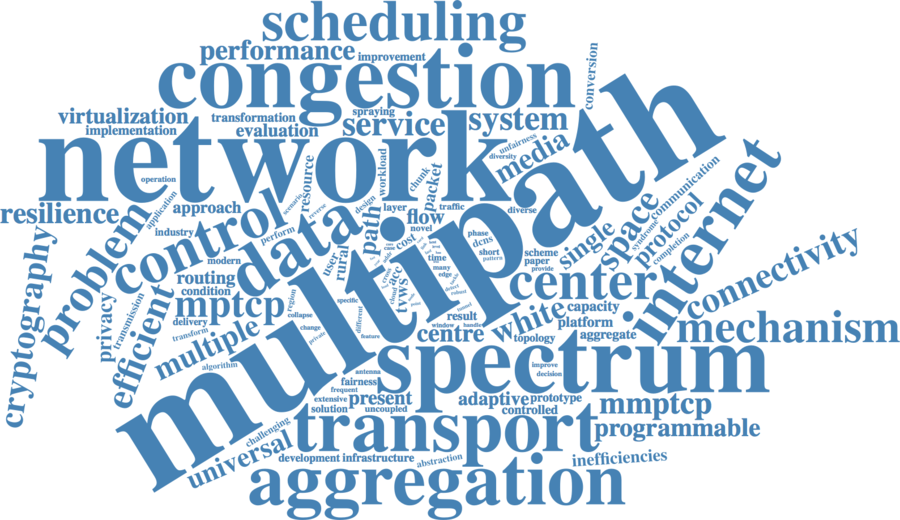 scheduling
performance
improvement
congestion
conversion
virtualization
transformation
spraying
implementation
evaluation
service
system
network
unfairness
diversity
media
multipath
operation
resource
workload
chunk
packet
resilience
application
approach
scenario
reverse
design
layer
traffic
diverse
flow
novel
path
industry
control
perform
data
problem
modern
user
rural
cost
phase
dcns
short
pattern
scheme
paper
provide
single
space
syndrome
communication
protocol
completion
internet
connectivity
cryptography
privacy
transmission
routing
condition
efficient
mptcp
region
specific
acc
tvws
time
many
edge
center
delivery
transform
collapse
change
private
different
feature
multiple
algorithm
result
window
handle
centre
white
topology
capacity
platform
aggregate
mechanism
spectrum
improve
decision
antenna
fairness
frequent
extensive
present
solution
uncoupled
adaptive
prototype
controlled
mmptcp
programmable
transport
challenging
universal
development
infrastructure
abstraction
inefficiencies
aggregation